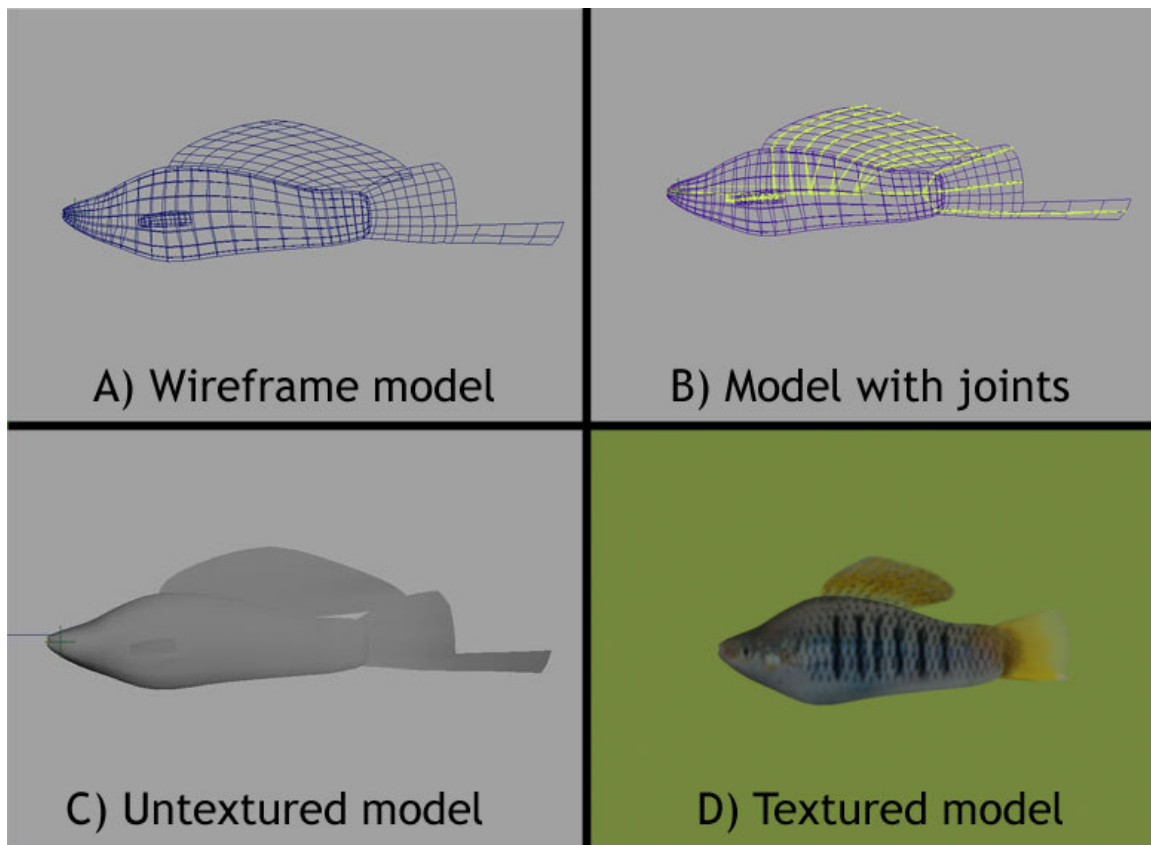 A) Wireframe model
B) Model with joints
C) Untextured model
D) Textured model